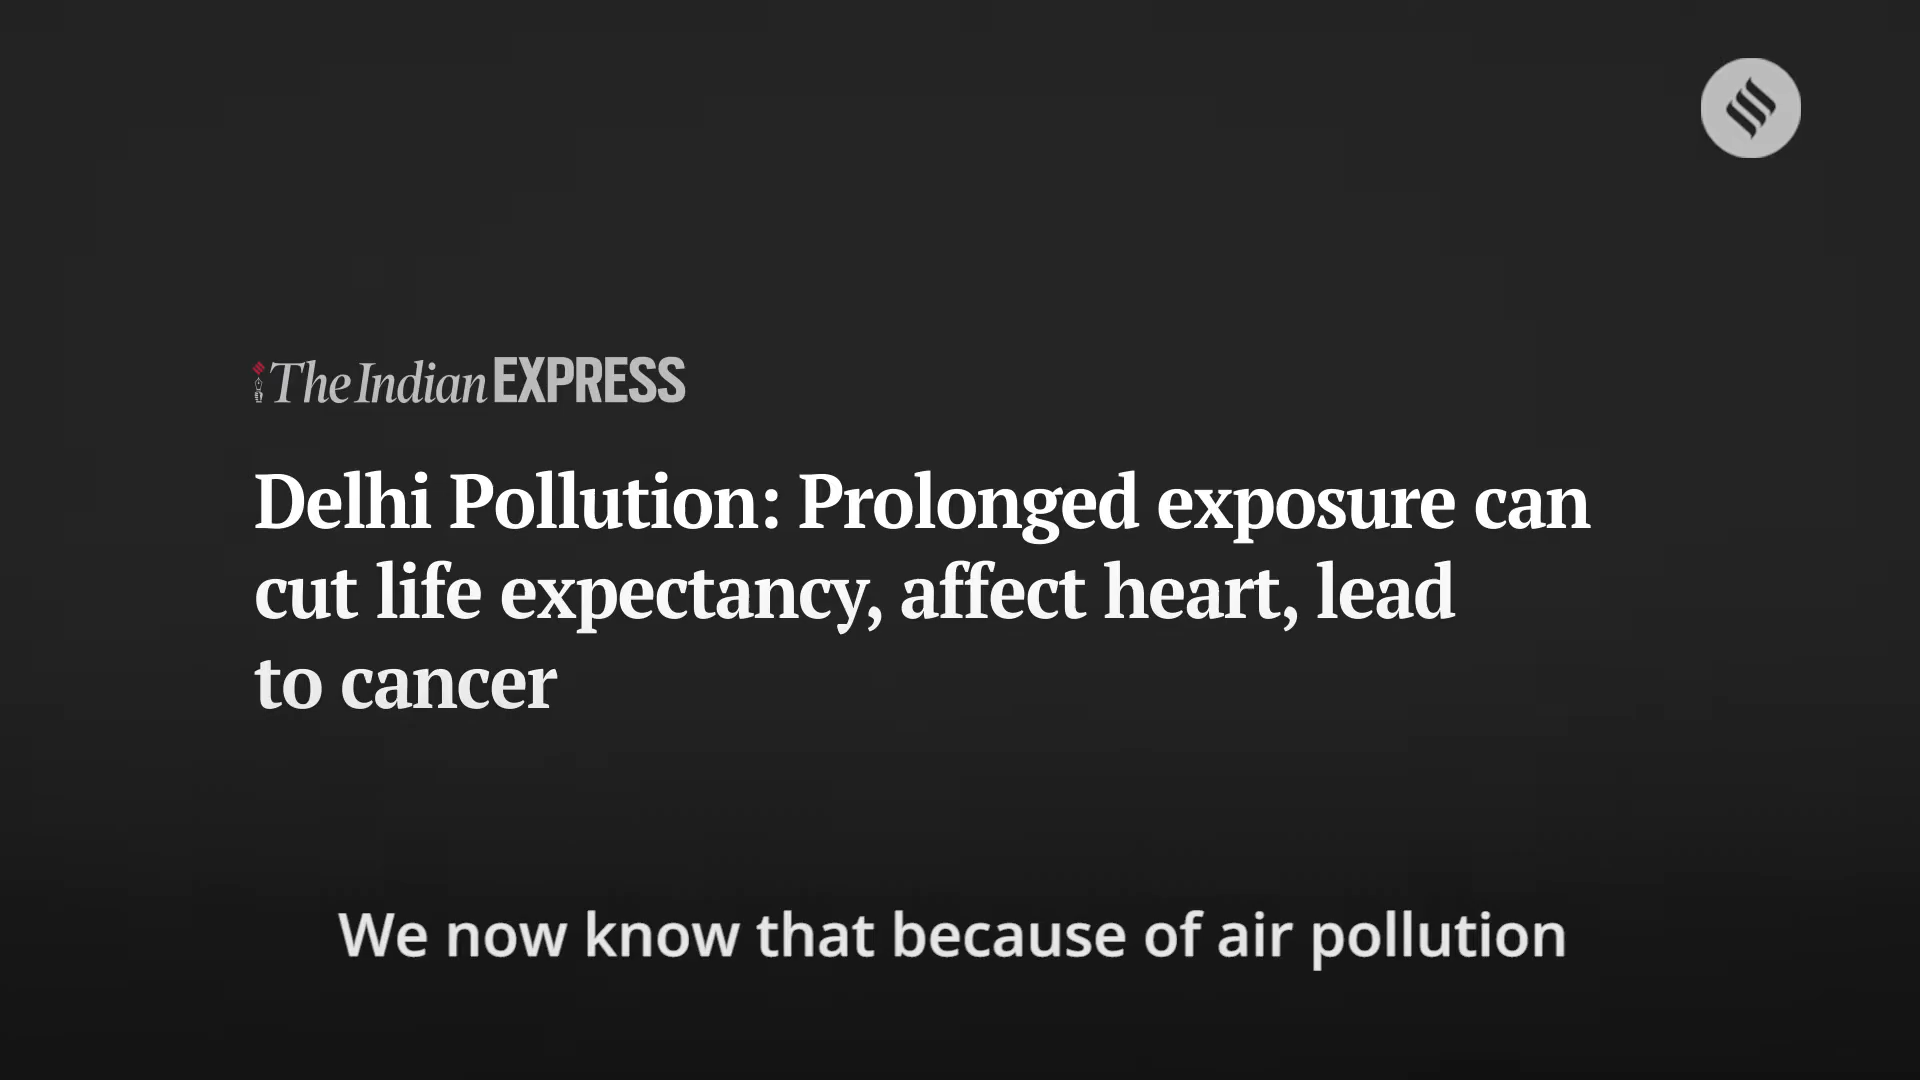 The Indian EXPRESS
Delhi Pollution: Prolonged exposure can
cut life expectancy, affect heart, lead
to cancer
We now know that because of air pollution